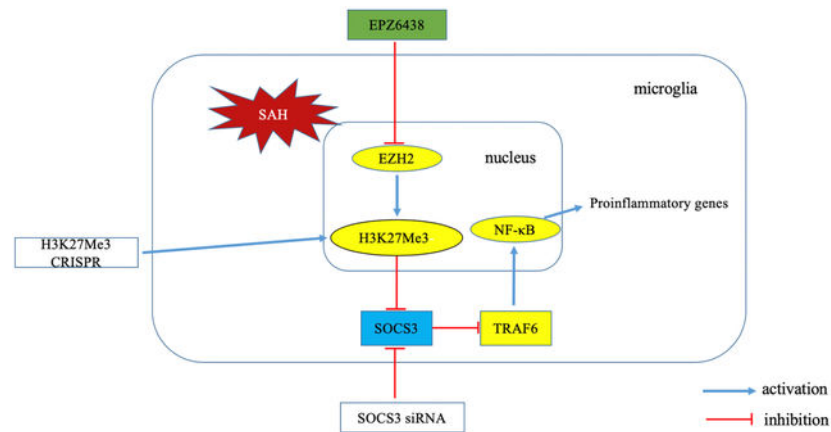 EPZ6438
microglia
SAH
nucleus
EZH2
Proinflammatory genes
NF-κB
H3K27Me3
H3K27Me3
CRISPR
SOCS3
TRAF6
activation
SOCS3 siRNA
inhibition